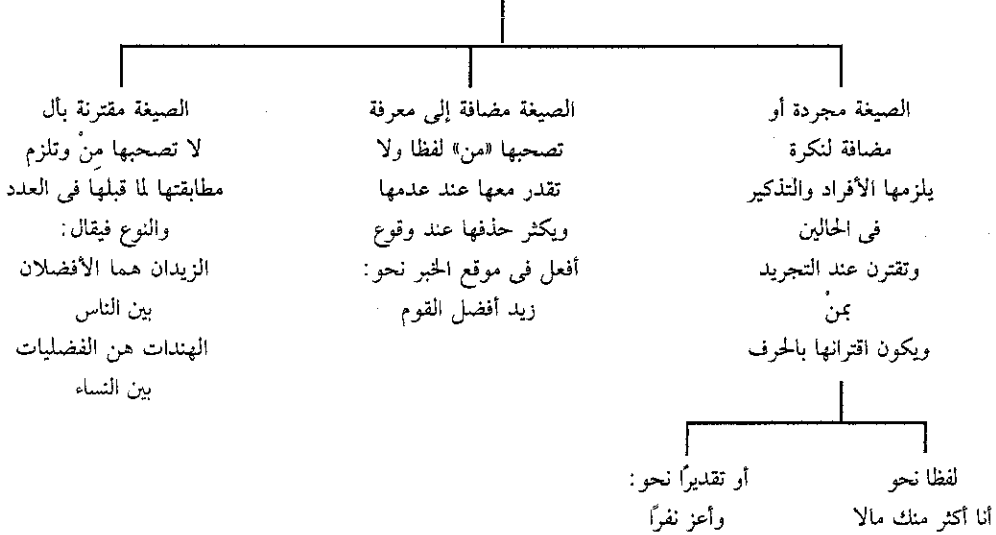 الصيغة مجردة أو
مضافة لنكرة
يلزمها الأفراد والتذكير
فى الحالين
وتقترن عند التجريد
بمنْ
ويكون اقترانها بالحرف
لفظا نحو
أنا أكثر منك مالا
أو تقديرًا نحو:
وأعز نفرًا
الصيغة مضافة إلى معرفة
تصحبها «من» لفظا ولا
تقدر معها عند عدمها
ويكثر حذفها عند وقوع
أفعل فى موقع الخبر نحو:
زيد أفضل القوم
الصيغة مقترنة بأل
لا تصحبها مِنْ وتلزم
مطابقتها لما قبلها فى العدد
والنوع فيقال:
الزيدان هما الأفضلان
بين الناس
الهندات هن الفضليات
بين النساء